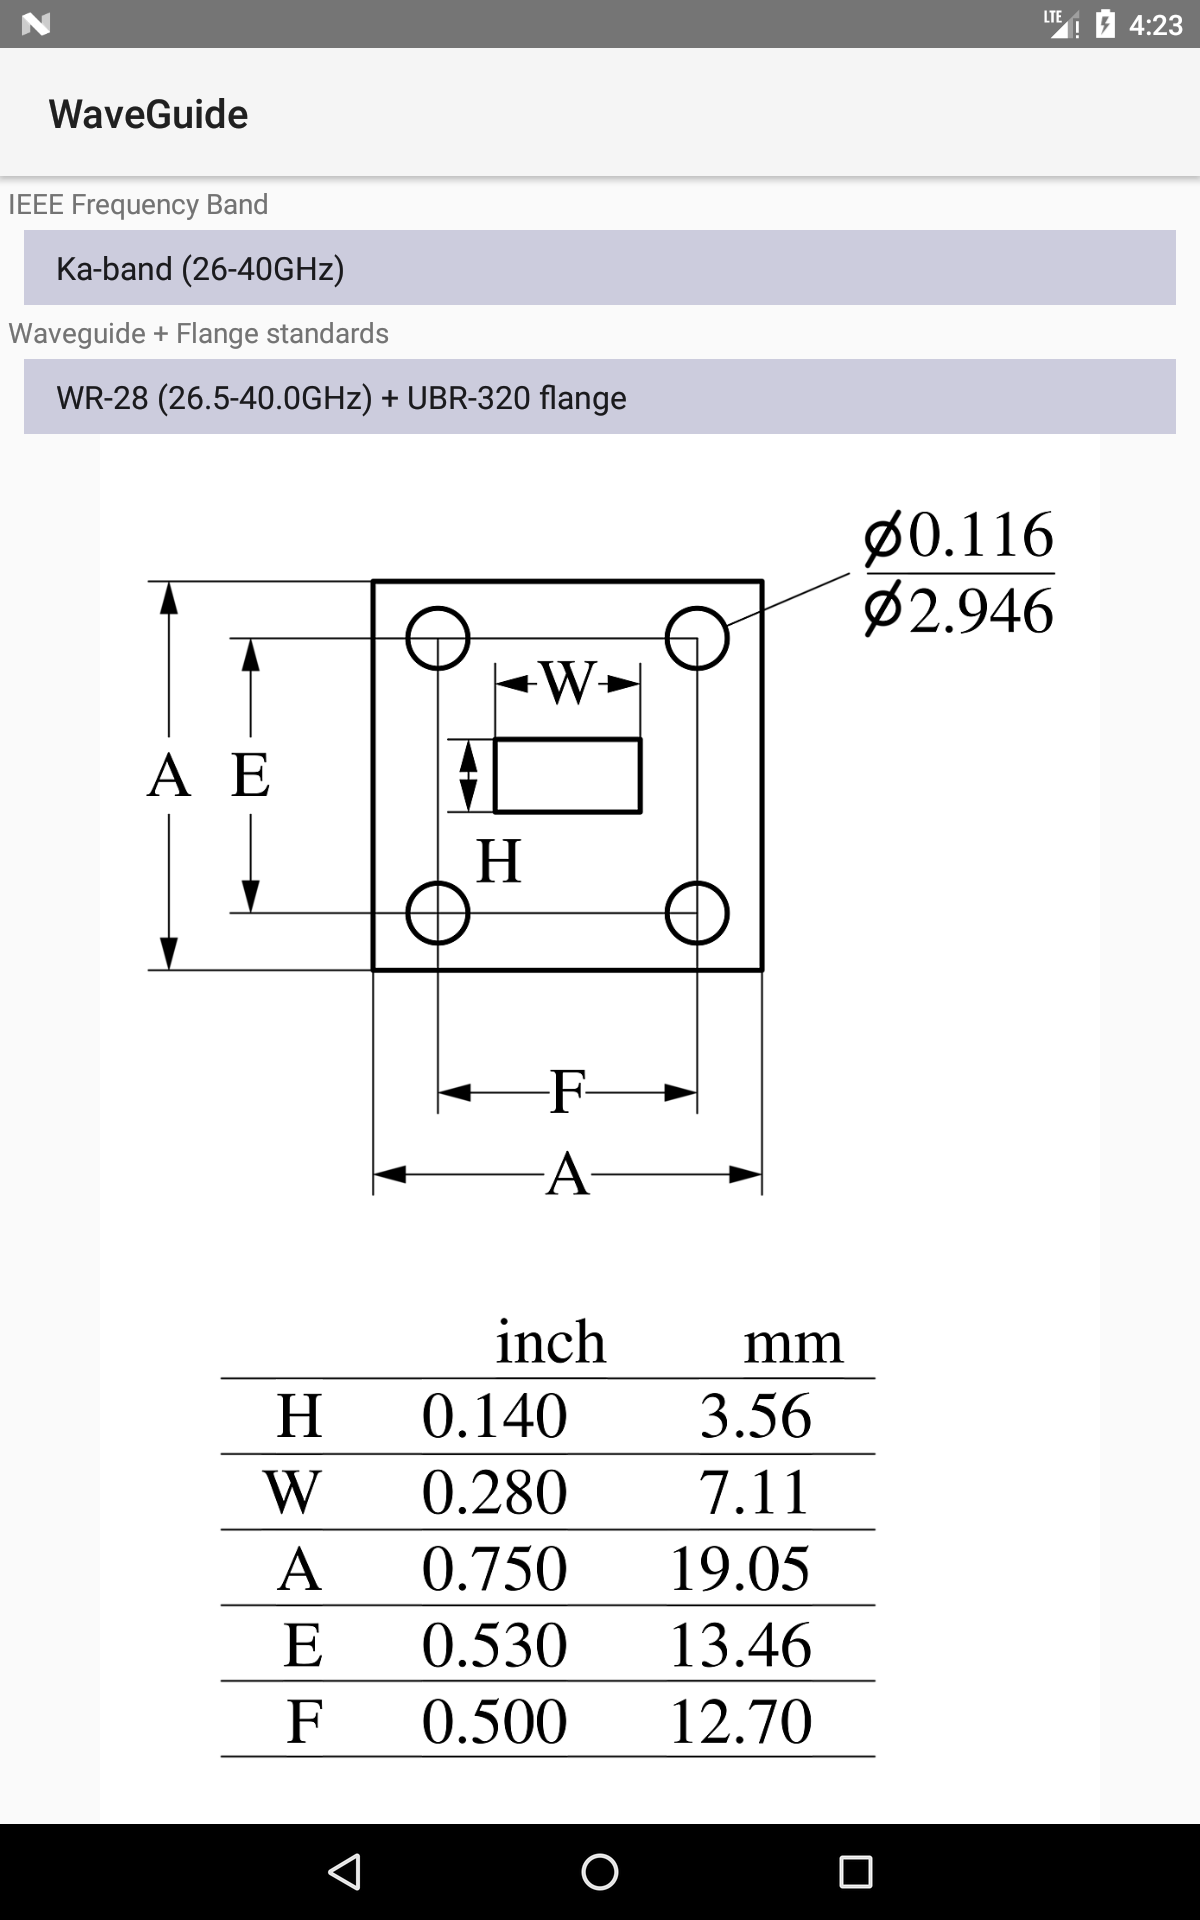 LTE 4:23
WaveGuide
IEEE Frequency Band
Ka-band (26-40GHz)
Waveguide + Flange standards
WR-28 (26.5-40.0GHz) + UBR-320 flange
⌀0.116
⌀2.946
W
A E
H
F
A
inch mm
H 0.140 3.56
W 0.280 7.11
A 0.750 19.05
E 0.530 13.46
F 0.500 12.70